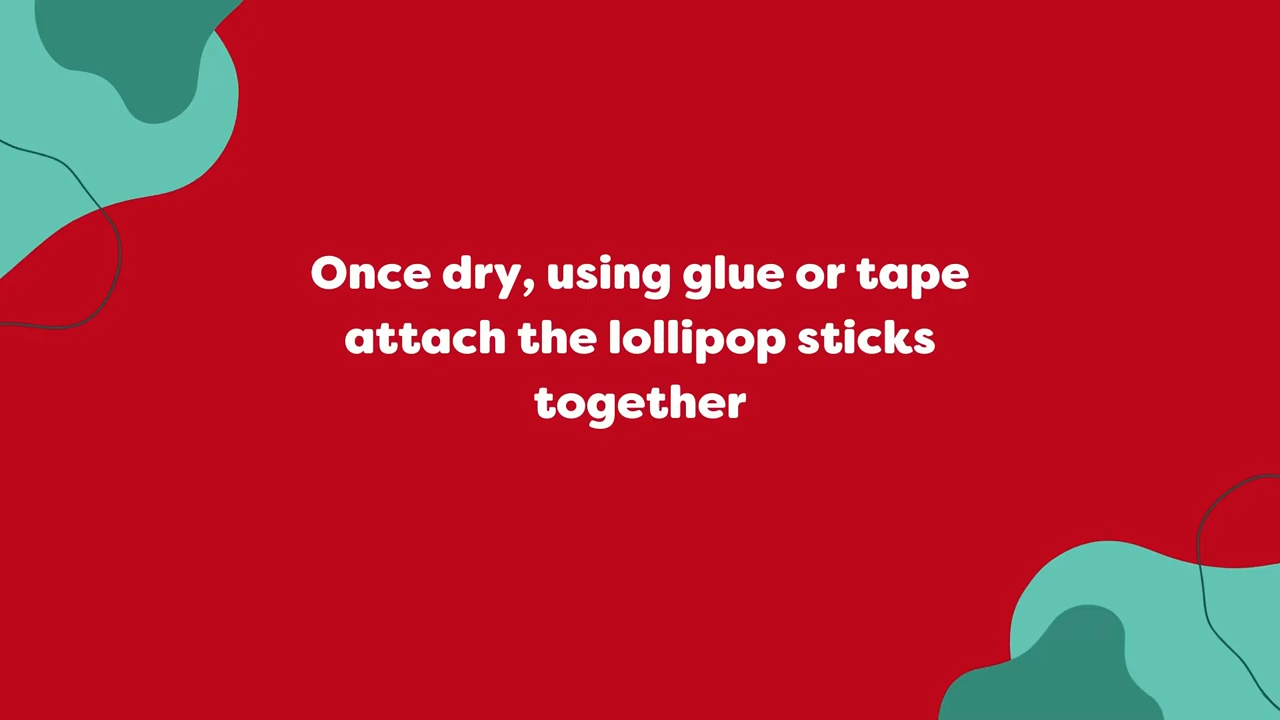 Once dry, using glue or tape
attach the lollipop sticks
together